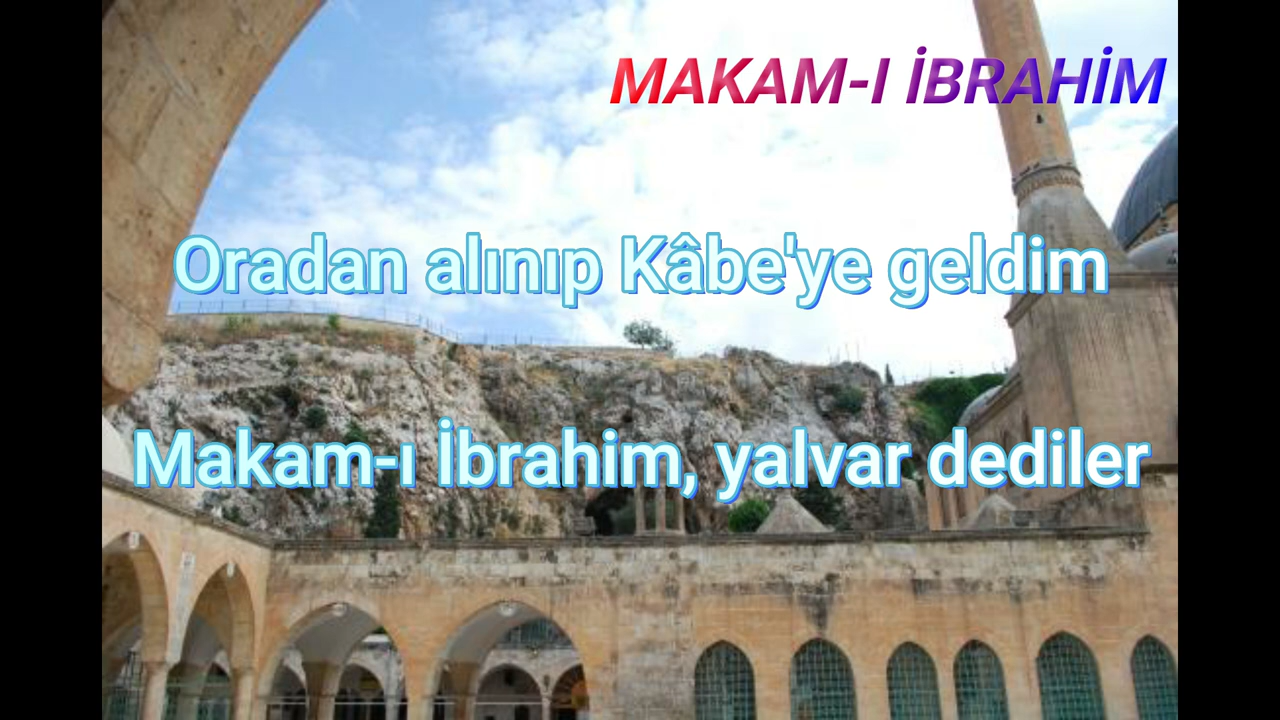 MAKAM-I İBRAHİM
Oradan alınıp Kâbe'ye geldim
Makam-ı İbrahim, yalvar dediler